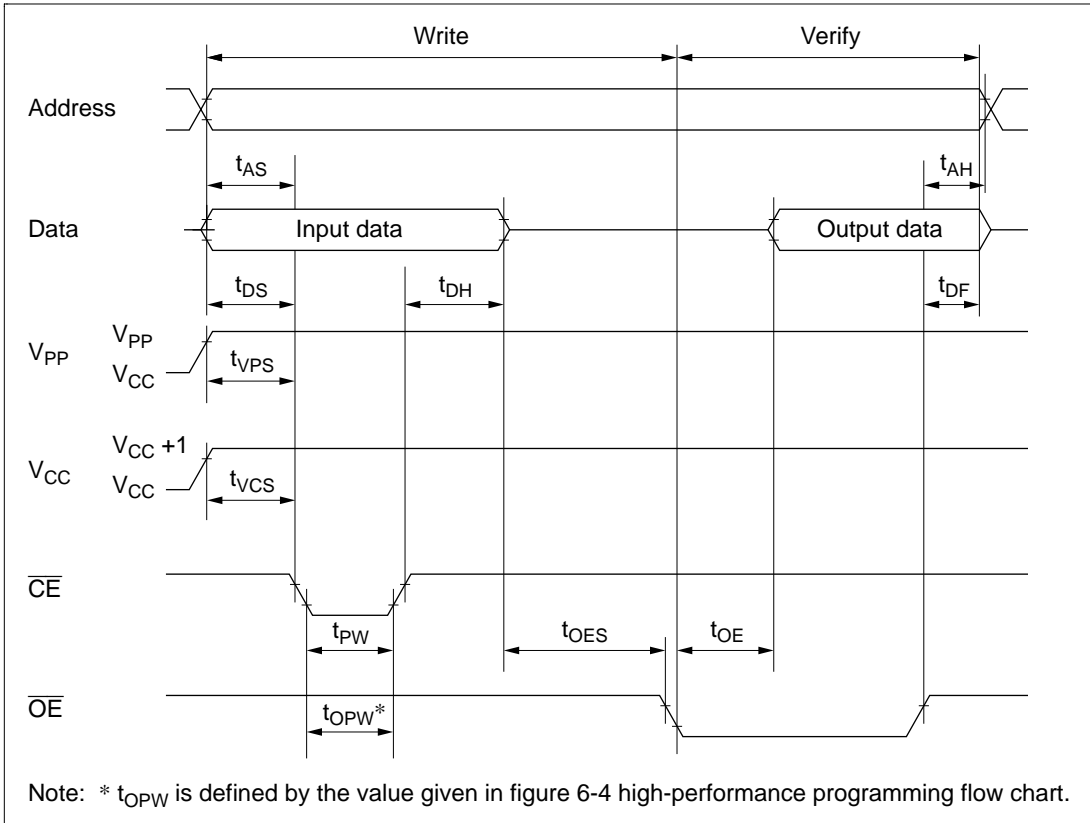 Write Verify
Address
tAS tAH
Data Input data Output data
tDS tDH tDF
VPP
VPP
VCC
tVPS
VCC +1
VCC
VCC
tVCS
CE
tPW tOES tOE
OE
tOPW*
Note: * tOPW is defined by the value given in figure 6-4 high-performance programming flow chart.